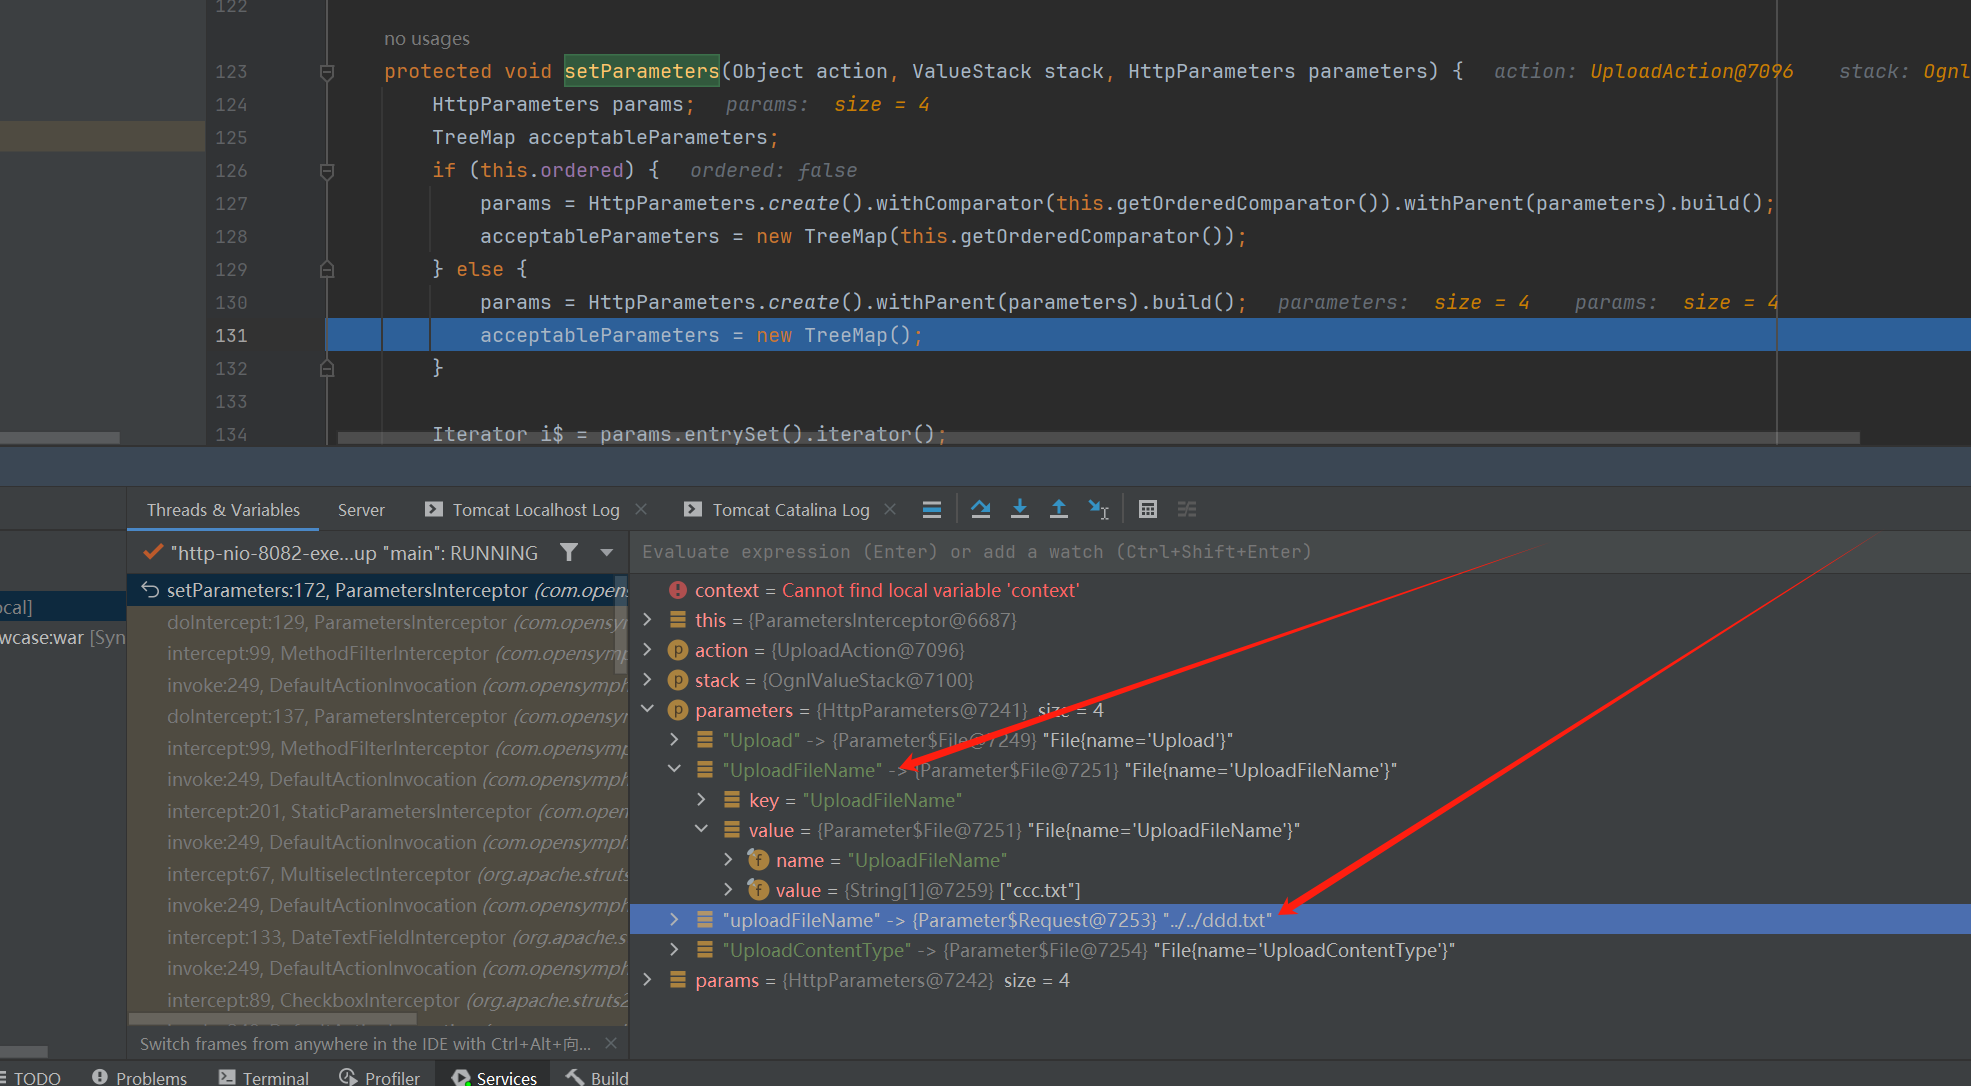 122
no usages
123 protected void setParameters(Object action, ValueStack stack, HttpParameters parameters) { action: UploadAction@7096 stack: Ognl
124 HttpParameters params; params: size = 4
125 TreeMap acceptableParameters;
126 if (this.ordered) { ordered: false
127 params = HttpParameters.create().withComparator(this.getOrderedComparator()).withParent(parameters).build();
128 acceptableParameters = new TreeMap(this.getOrderedComparator());
129 } else {
130 params = HttpParameters.create().withParent(parameters).build(); parameters: size = 4 params: size = 4
131 acceptableParameters = new TreeMap();
132 }
133
134 Iterator i$ = params.entrySet().iterator();
Threads & Variables Server Tomcat Localhost Log Tomcat Catalina Log
"http-nio-8082-exe...up "main": RUNNING
Evaluate expression (Enter) or add a watch (Ctrl+Shift+Enter)
ocal]
wcase:war [Syn
setParameters:172, ParametersInterceptor (com.open
doIntercept:129, ParametersInterceptor (com.opensy
intercept:99, MethodFilterInterceptor (com.opensymp
invoke:249, DefaultActionInvocation (com.opensymph
doIntercept:137, ParametersInterceptor (com.opensy
intercept:99, MethodFilterInterceptor (com.opensymp
invoke:249, DefaultActionInvocation (com.opensymph
intercept:201, StaticParametersInterceptor (com.open
invoke:249, DefaultActionInvocation (com.opensymph
intercept:67, MultiselectInterceptor (org.apache.struts
invoke:249, DefaultActionInvocation (com.opensymph
intercept:133, DateTextFieldInterceptor (org.apache.s
invoke:249, DefaultActionInvocation (com.opensymph
intercept:89, CheckboxInterceptor (org.apache.struts2
Switch frames from anywhere in the IDE with Ctrl+Alt+向...
context = Cannot find local variable 'context'
this = {ParametersInterceptor@6687}
action = {UploadAction@7096}
stack = {OgnlValueStack@7100}
parameters = {HttpParameters@7241} size = 4
"Upload" -> {Parameter$File@7249} "File{name='Upload'}"
"UploadFileName" -> {Parameter$File@7251} "File{name='UploadFileName'}"
key = "UploadFileName"
value = {Parameter$File@7251} "File{name='UploadFileName'}"
name = "UploadFileName"
value = {String[1]@7259} ["ccc.txt"]
"uploadFileName" -> {Parameter$Request@7253} "../../ddd.txt"
"UploadContentType" -> {Parameter$File@7254} "File{name='UploadContentType'}"
params = {HttpParameters@7242} size = 4
TODO Problems Terminal Profiler Services Build